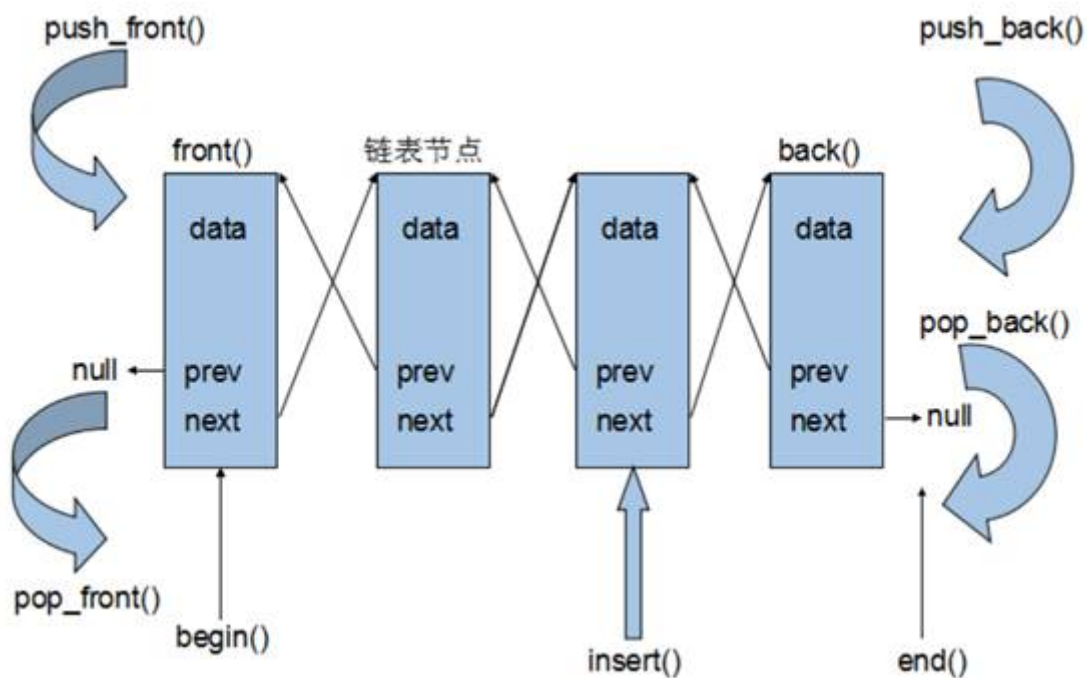 push_front()
push_back()
front()
链表节点
back()
data
data
data
data
pop_back()
null
prev
prev
prev
prev
next
next
next
next
null
pop_front()
begin()
insert()
end()